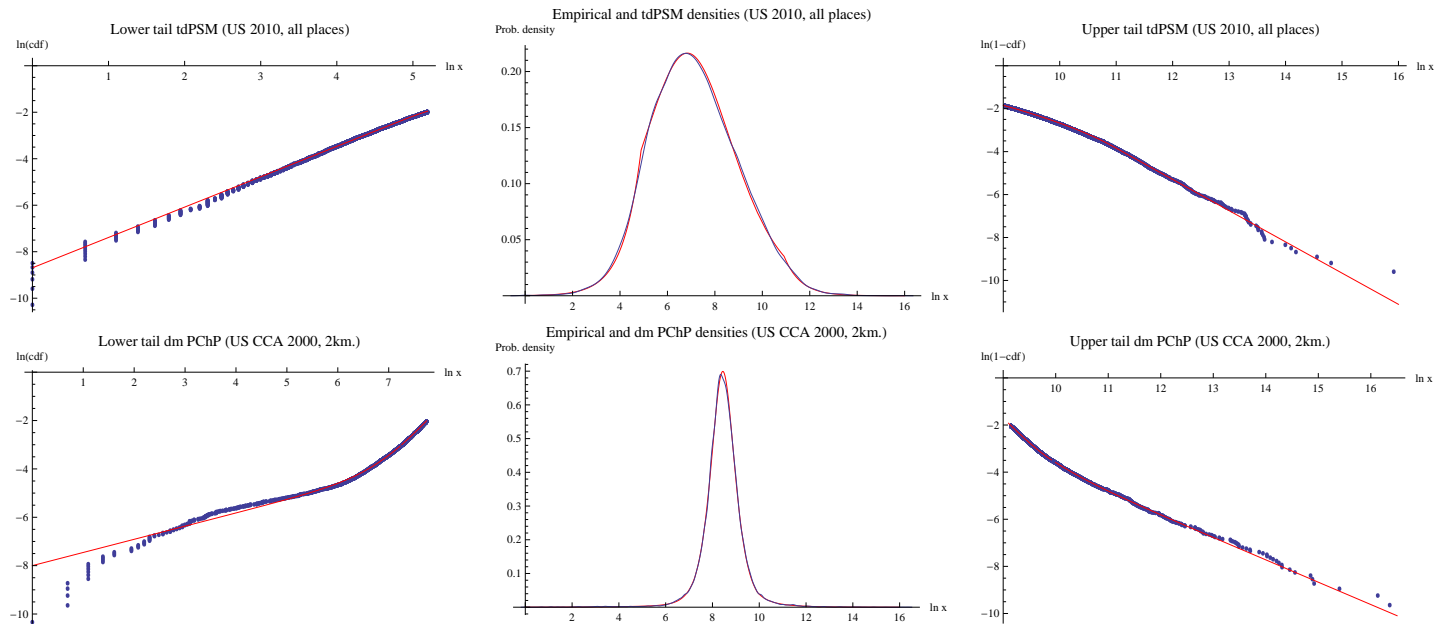 Lower tail tdPSM (US 2010, all places)
ln(cdf)
ln x
1 2 3 4 5
−2
−4
−6
−8
−10
Empirical and tdPSM densities (US 2010, all places)
Prob. density
0.20
0.15
0.10
0.05
2 4 6 8 10 12 14 16
ln x
Upper tail tdPSM (US 2010, all places)
ln(1−cdf)
ln x
10 11 12 13 14 15 16
−2
−4
−6
−8
−10
Lower tail dm PChP (US CCA 2000, 2km.)
ln(cdf)
ln x
1 2 3 4 5 6 7
−2
−4
−6
−8
−10
Empirical and dm PChP densities (US CCA 2000, 2km.)
Prob. density
0.7
0.6
0.5
0.4
0.3
0.2
0.1
2 4 6 8 10 12 14 16
ln x
Upper tail dm PChP (US CCA 2000, 2km.)
ln(1−cdf)
ln x
10 11 12 13 14 15 16
−2
−4
−6
−8
−10